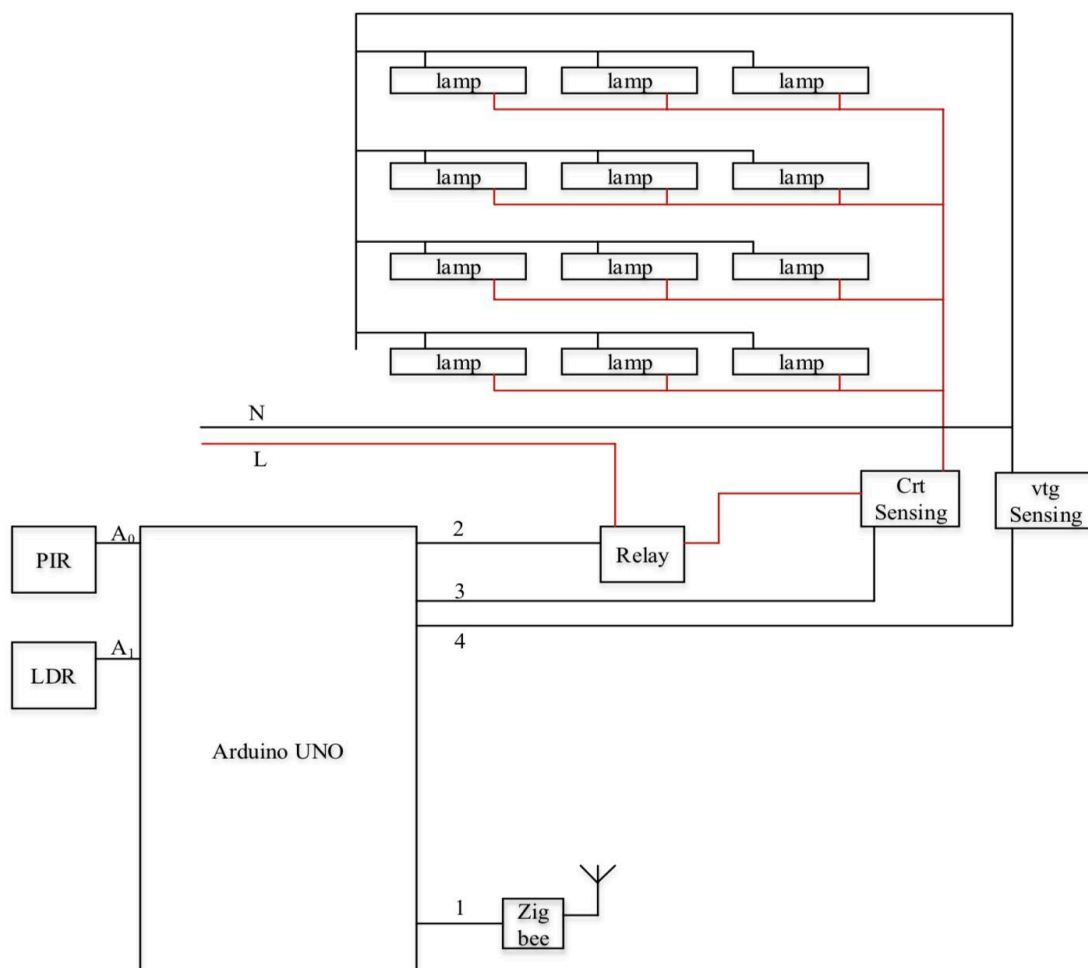 lamp lamp lamp
lamp lamp lamp
lamp lamp lamp
lamp lamp lamp
N
L
Crt
Sensing
vtg
Sensing
PIR
A₀
2
Relay
3
4
LDR
A₁
Arduino UNO
1
Zig
bee